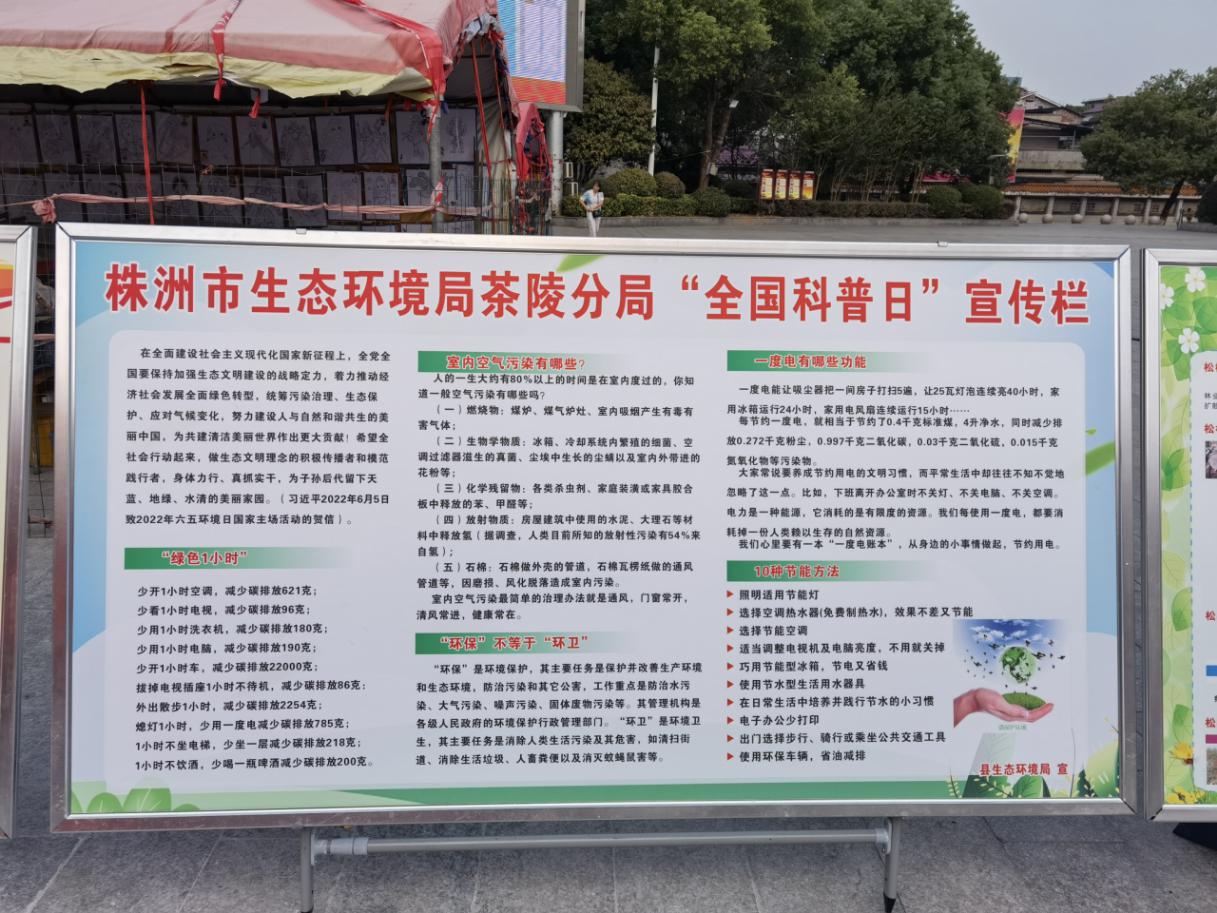 株洲市生态环境局茶陵分局“全国科普日”宣传栏
在全面建设社会主义现代化国家新征程上，全党全
国要保持加强生态文明建设的战略定力，着力推动经
济社会发展全面绿色转型，统筹污染治理、生态保
护、应对气候变化，努力建设人与自然和谐共生的美
丽中国，为共建清洁美丽世界作出更大贡献！希望全
社会行动起来，做生态文明理念的积极传播者和模范
践行者，身体力行、真抓实干，为子孙后代留下天
蓝、地绿、水清的美丽家园。（习近平2022年6月5日
致2022年六五环境日国家主场活动的贺信）。
“绿色1小时”
少开1小时空调，减少碳排放621克；
少看1小时电视，减少碳排放96克；
少用1小时洗衣机，减少碳排放180克；
少用1小时电脑，减少碳排放190克；
少开1小时车，减少碳排放22000克；
拔掉电视插座1小时不待机，减少碳排放86克；
外出散步1小时，减少碳排放2254克；
熄灯1小时，少用一度电减少碳排放785克；
1小时不坐电梯，少坐一层减少碳排放218克；
1小时不饮酒，少喝一瓶啤酒减少碳排放200克。
室内空气污染有哪些？
人的一生大约有80%以上的时间是在室内度过的，你知
道一般空气污染有哪些吗？
（一）燃烧物：煤炉、煤气炉灶、室内吸烟产生有毒有
害气体；
（二）生物学物质：冰箱、冷却系统内繁殖的细菌、空
调过滤器滋生的真菌、尘埃中生长的尘螨以及室内外带进的
花粉等；
（三）化学残留物：各类杀虫剂、家庭装潢或家具胶合
板中释放的苯、甲醛等；
（四）放射物质：房屋建筑中使用的水泥、大理石等材
料中释放氡（据调查，人类目前所知的放射性污染有54%来
自氡）；
（五）石棉：石棉做外壳的管道，石棉瓦楞纸做的通风
管道等，因磨损、风化脱落造成室内污染。
室内空气污染最简单的治理办法就是通风，门窗常开，
清风常进，健康常在。
“环保”不等于“环卫”
“环保”是环境保护，其主要任务是保护并改善生产环境
和生态环境，防治污染和其它公害，工作重点是防治水污
染、大气污染、噪声污染、固体废物污染等。其管理机构是
各级人民政府的环境保护行政管理部门。“环卫”是环境卫
生，其主要任务是消除人类生活污染及其危害，如清扫街
道、消除生活垃圾、人畜粪便以及消灭蚊蝇鼠害等。
一度电有哪些功能
一度电能让吸尘器把一间房子打扫5遍，让25瓦灯泡连续亮40小时，家
用冰箱运行24小时，家用电风扇连续运行15小时……
每节约一度电，就相当于节约了0.4千克标准煤，4升净水，同时减少排
放0.272千克粉尘，0.997千克二氧化碳，0.03千克二氧化硫，0.015千克
氮氧化物等污染物。
大家常说要养成节约用电的文明习惯，而平常生活中却往往不知不觉地
忽略了这一点。比如，下班离开办公室时不关灯、不关电脑、不关空调。
电力是一种能源，它消耗的是有限度的资源。我们每使用一度电，都要消
耗掉一份人类赖以生存的自然资源。
我们心里要有一本“一度电账本”，从身边的小事情做起，节约用电。
10种节能方法
照明适用节能灯
选择空调热水器(免费制热水)，效果不差又节能
选择节能空调
适当调整电视机及电脑亮度，不用就关掉
巧用节能型冰箱，节电又省钱
使用节水型生活用水器具
在日常生活中培养并践行节水的小习惯
电子办公少打印
出门选择步行、骑行或乘坐公共交通工具
使用环保车辆，省油减排
县生态环境局 宣